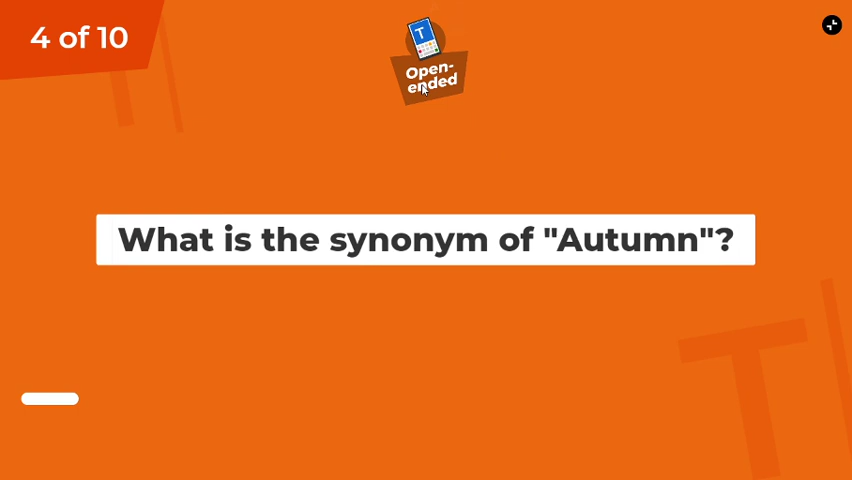 4 of 10
T
Open-
ended
What is the synonym of "Autumn"?
T
T